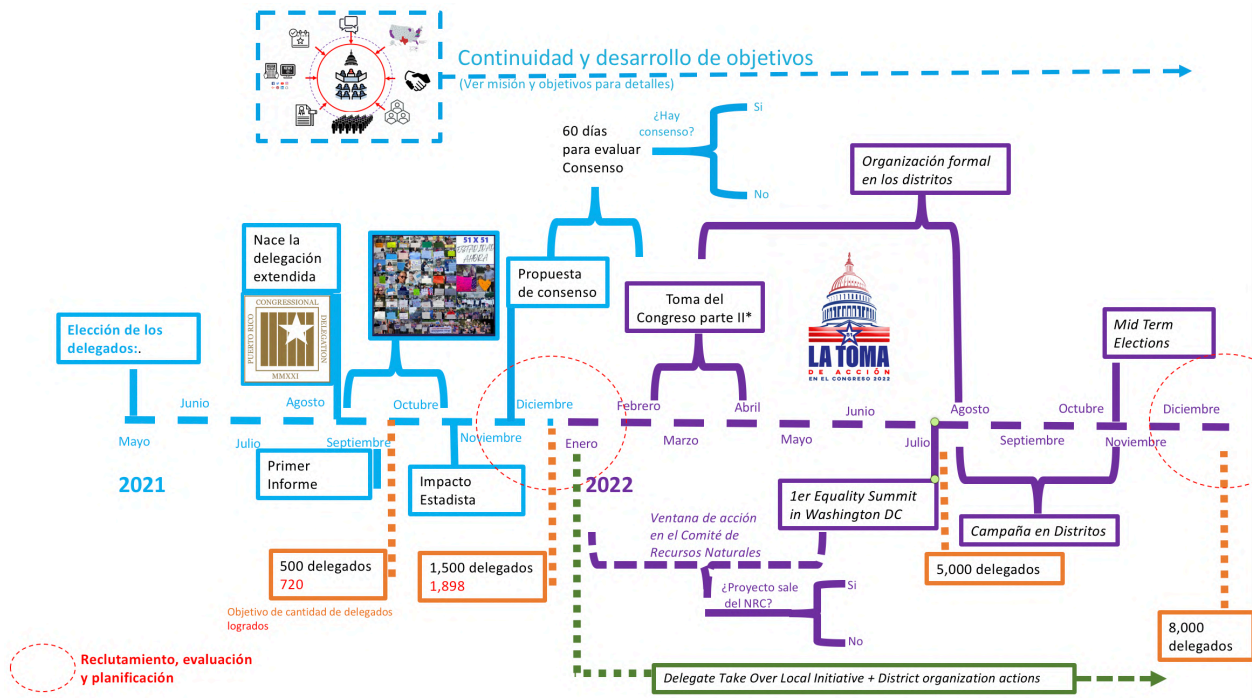 Continuidad y desarrollo de objetivos
(Ver misión y objetivos para detalles)
60 días
para evaluar
Consenso
¿Hay
consenso?
Si
No
Organización formal
en los distritos
Nace la
delegación
extendida
CONGRESSIONAL
PUERTO RICO
DELEGATION
MMXXI
51 X 51
ESTADIDAD
AHORA
Propuesta
de consenso
Toma del
Congreso parte II*
LA TOMA
DE ACCIÓN
EN EL CONGRESO 2022
Mid Term
Elections
Elección de los
delegados:.
Junio
Agosto
Octubre
Diciembre
Febrero
Abril
Junio
Agosto
Octubre
Diciembre
Mayo
Julio
Septiembre
Noviembre
Enero
Marzo
Mayo
Julio
Septiembre
Noviembre
2021
2022
Primer
Informe
Impacto
Estadista
1er Equality Summit
in Washington DC
Campaña en Distritos
Ventana de acción
en el Comité de
Recursos Naturales
¿Proyecto sale
del NRC?
Si
No
500 delegados
720
1,500 delegados
1,898
5,000 delegados
8,000
delegados
Objetivo de cantidad de delegados
logrados
Reclutamiento, evaluación
y planificación
Delegate Take Over Local Initiative + District organization actions